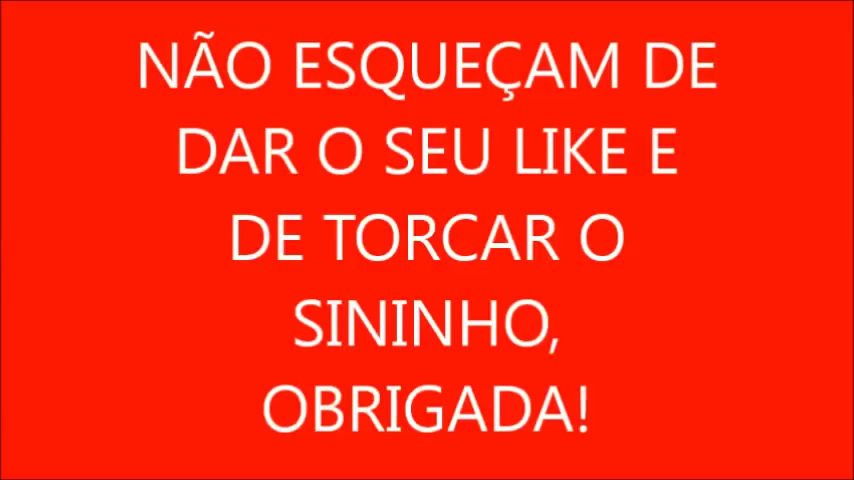 NÃO ESQUEÇAM DE
DAR O SEU LIKE E
DE TORCAR O
SININHO,
OBRIGADA!